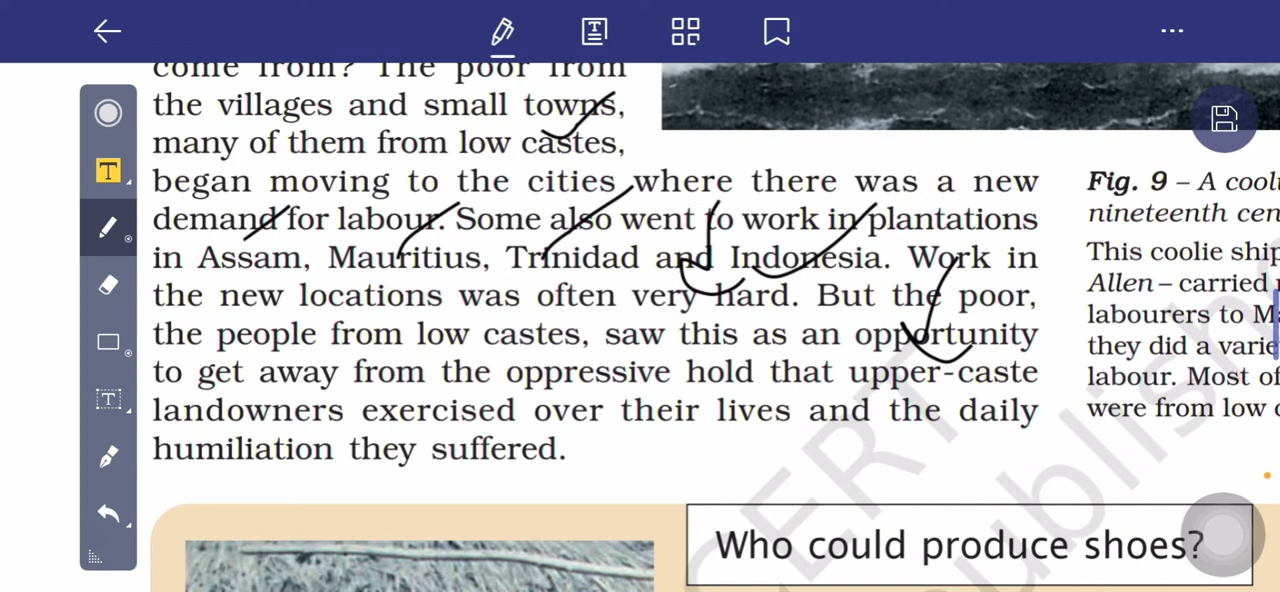 come from? The poor from
the villages and small towns,
many of them from low castes,
began moving to the cities where there was a new
demand for labour. Some also went to work in plantations
in Assam, Mauritius, Trinidad and Indonesia. Work in
the new locations was often very hard. But the poor,
the people from low castes, saw this as an opportunity
to get away from the oppressive hold that upper-caste
landowners exercised over their lives and the daily
humiliation they suffered.
Fig. 9 – A cooli
nineteenth cen
This coolie ship
Allen – carried
labourers to Ma
they did a varie
labour. Most of
were from low
Who could produce shoes?